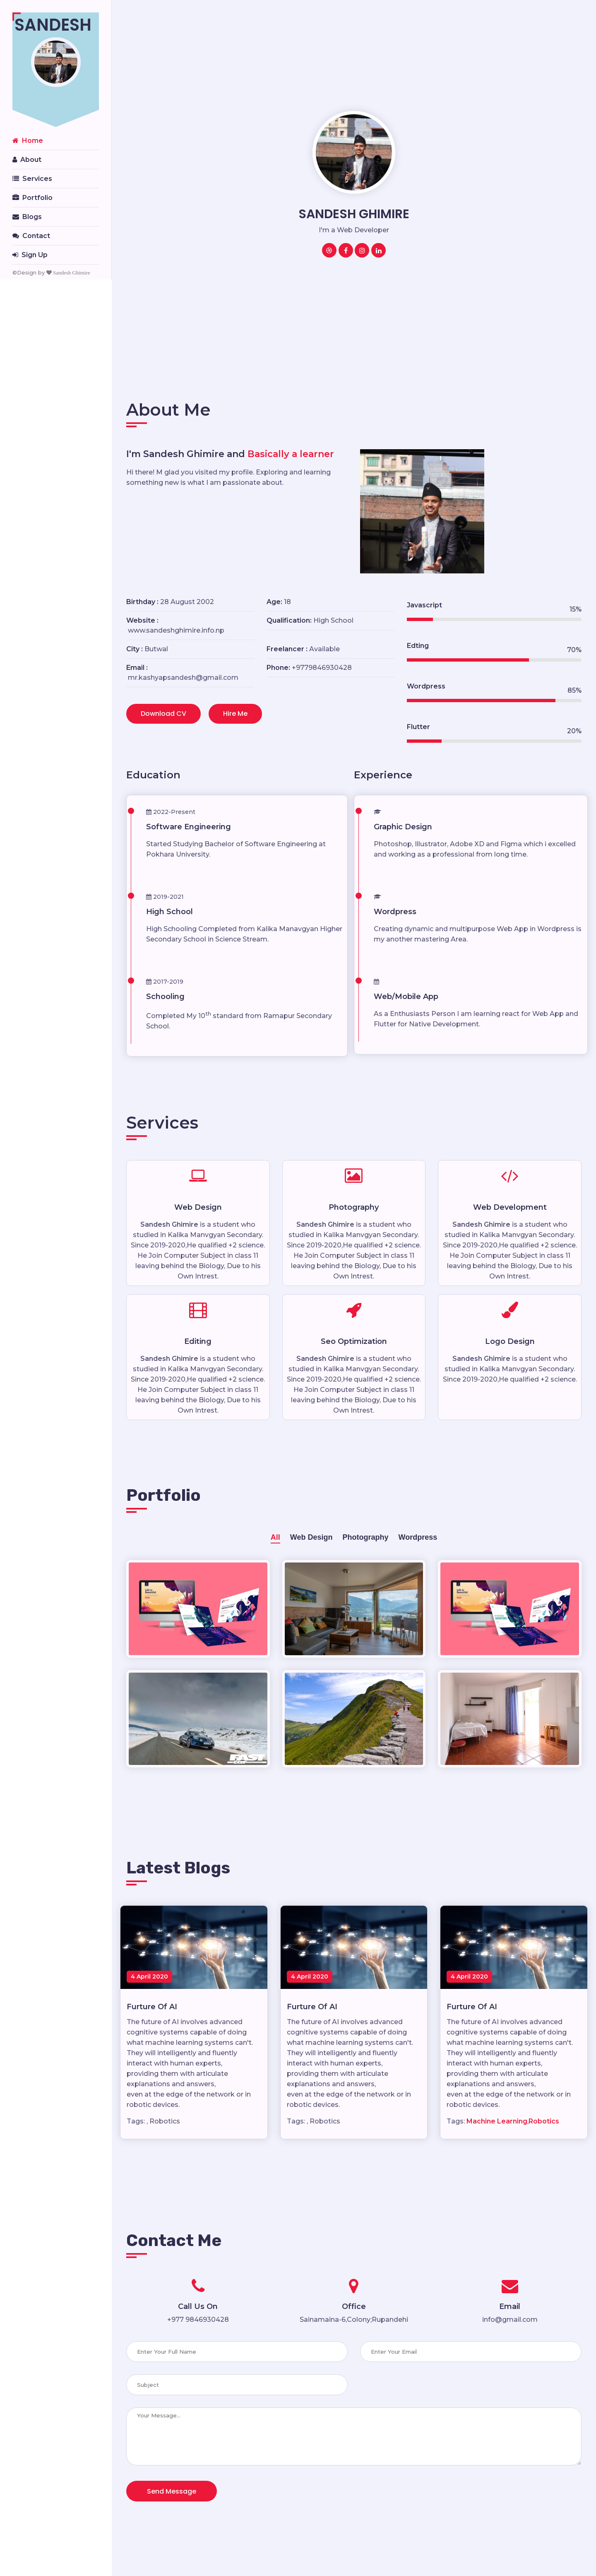 SANDESH
Home
About
Services
Portfolio
Blogs
Contact
Sign Up
©Design by Sandesh Ghimire
SANDESH GHIMIRE
I'm a Web Developer
About Me
I'm Sandesh Ghimire and Basically a learner
Hi there! M glad you visited my profile. Exploring and learning
something new is what I am passionate about.
Birthday : 28 August 2002
Age: 18
Website :
www.sandeshghimire.info.np
Qualification: High School
City : Butwal
Freelancer : Available
Email :
mr.kashyapsandesh@gmail.com
Phone: +9779846930428
Download CV
Hire Me
Javascript
15%
Edting
70%
Wordpress
85%
Flutter
20%
Education
2022-Present
Software Engineering
Started Studying Bachelor of Software Engineering at
Pokhara University.
2019-2021
High School
High Schooling Completed from Kalika Manavgyan Higher
Secondary School in Science Stream.
2017-2019
Schooling
Completed My 10th standard from Ramapur Secondary
School.
Experience
Graphic Design
Photoshop, Illustrator, Adobe XD and Figma which i excelled
and working as a professional from long time.
Wordpress
Creating dynamic and multipurpose Web App in Wordpress is
my another mastering Area.
Web/Mobile App
As a Enthusiasts Person I am learning react for Web App and
Flutter for Native Development.
Services
Web Design
Sandesh Ghimire is a student who
studied in Kalika Manvgyan Secondary.
Since 2019-2020,He qualified +2 science.
He Join Computer Subject in class 11
leaving behind the Biology, Due to his
Own Intrest.
Photography
Sandesh Ghimire is a student who
studied in Kalika Manvgyan Secondary.
Since 2019-2020,He qualified +2 science.
He Join Computer Subject in class 11
leaving behind the Biology, Due to his
Own Intrest.
Web Development
Sandesh Ghimire is a student who
studied in Kalika Manvgyan Secondary.
Since 2019-2020,He qualified +2 science.
He Join Computer Subject in class 11
leaving behind the Biology, Due to his
Own Intrest.
Editing
Sandesh Ghimire is a student who
studied in Kalika Manvgyan Secondary.
Since 2019-2020,He qualified +2 science.
He Join Computer Subject in class 11
leaving behind the Biology, Due to his
Own Intrest.
Seo Optimization
Sandesh Ghimire is a student who
studied in Kalika Manvgyan Secondary.
Since 2019-2020,He qualified +2 science.
He Join Computer Subject in class 11
leaving behind the Biology, Due to his
Own Intrest.
Logo Design
Sandesh Ghimire is a student who
studied in Kalika Manvgyan Secondary.
Since 2019-2020,He qualified +2 science.
Portfolio
All Web Design Photography Wordpress
FAST
Latest Blogs
4 April 2020
Furture Of AI
The future of AI involves advanced
cognitive systems capable of doing
what machine learning systems can't.
They will intelligently and fluently
interact with human experts,
providing them with articulate
explanations and answers,
even at the edge of the network or in
robotic devices.
Tags: , Robotics
4 April 2020
Furture Of AI
The future of AI involves advanced
cognitive systems capable of doing
what machine learning systems can't.
They will intelligently and fluently
interact with human experts,
providing them with articulate
explanations and answers,
even at the edge of the network or in
robotic devices.
Tags: , Robotics
4 April 2020
Furture Of AI
The future of AI involves advanced
cognitive systems capable of doing
what machine learning systems can't.
They will intelligently and fluently
interact with human experts,
providing them with articulate
explanations and answers,
even at the edge of the network or in
robotic devices.
Tags: Machine Learning,Robotics
Contact Me
Call Us On
+977 9846930428
Office
Sainamaina-6,Colony,Rupandehi
Email
info@gmail.com
Enter Your Full Name
Enter Your Email
Subject
Your Message...
Send Message